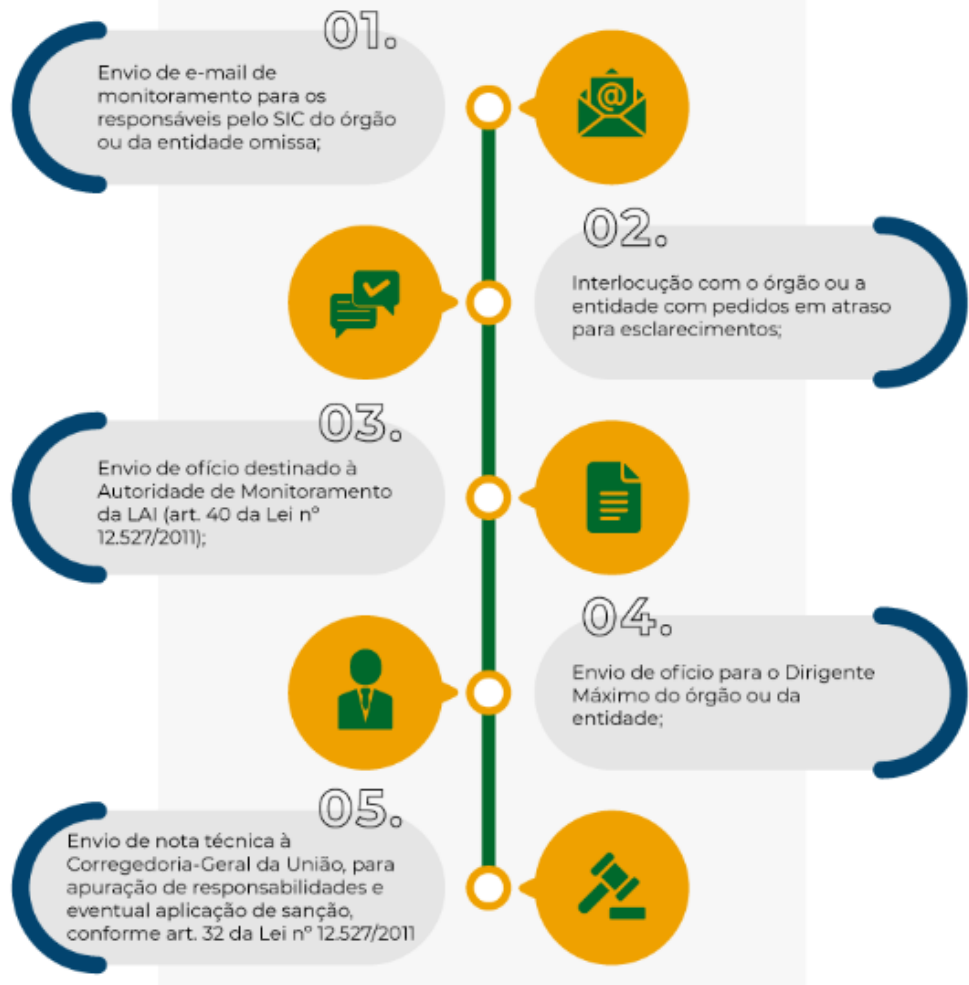 01.
Envio de e-mail de
monitoramento para os
responsáveis pelo SIC do órgão
ou da entidade omissa;
@
02.
Interlocução com o órgão ou a
entidade com pedidos em atraso
para esclarecimentos;
03.
Envio de ofício destinado à
Autoridade de Monitoramento
da LAI (art. 40 da Lei nº
12.527/2011);
04.
Envio de ofício para o Dirigente
Máximo do órgão ou da
entidade;
05.
Envio de nota técnica à
Corregedoria-Geral da União, para
apuração de responsabilidades e
eventual aplicação de sanção,
conforme art. 32 da Lei nº 12.527/2011